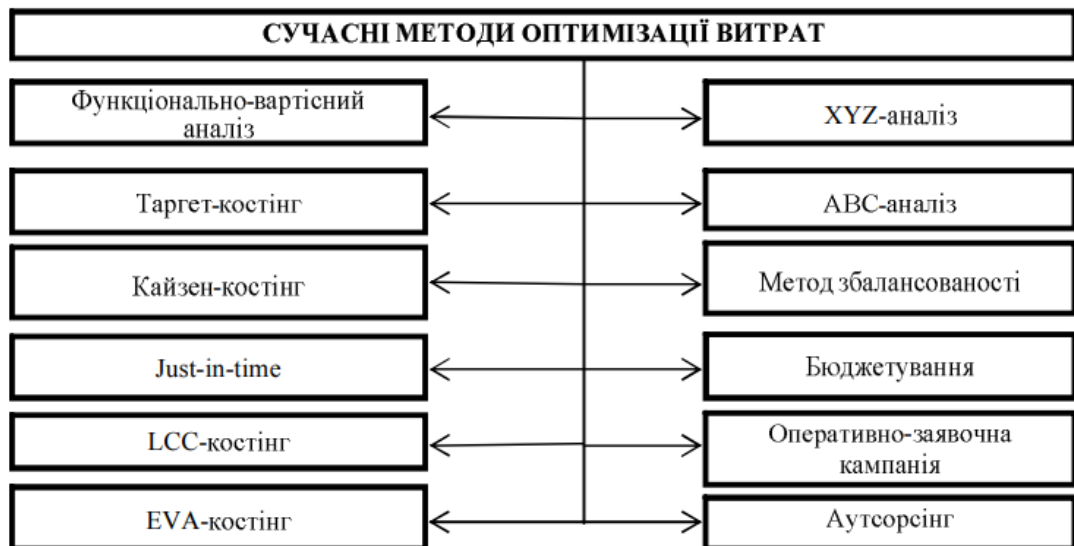 СУЧАСНІ МЕТОДИ ОПТИМІЗАЦІЇ ВИТРАТ
Функціонально-вартісний
аналіз
XYZ-аналіз
Таргет-костінг
АВС-аналіз
Кайзен-костінг
Метод збалансованості
Just-in-time
Бюджетування
LCC-костінг
Оперативно-заявочна
кампанія
EVA-костінг
Аутсорсінг